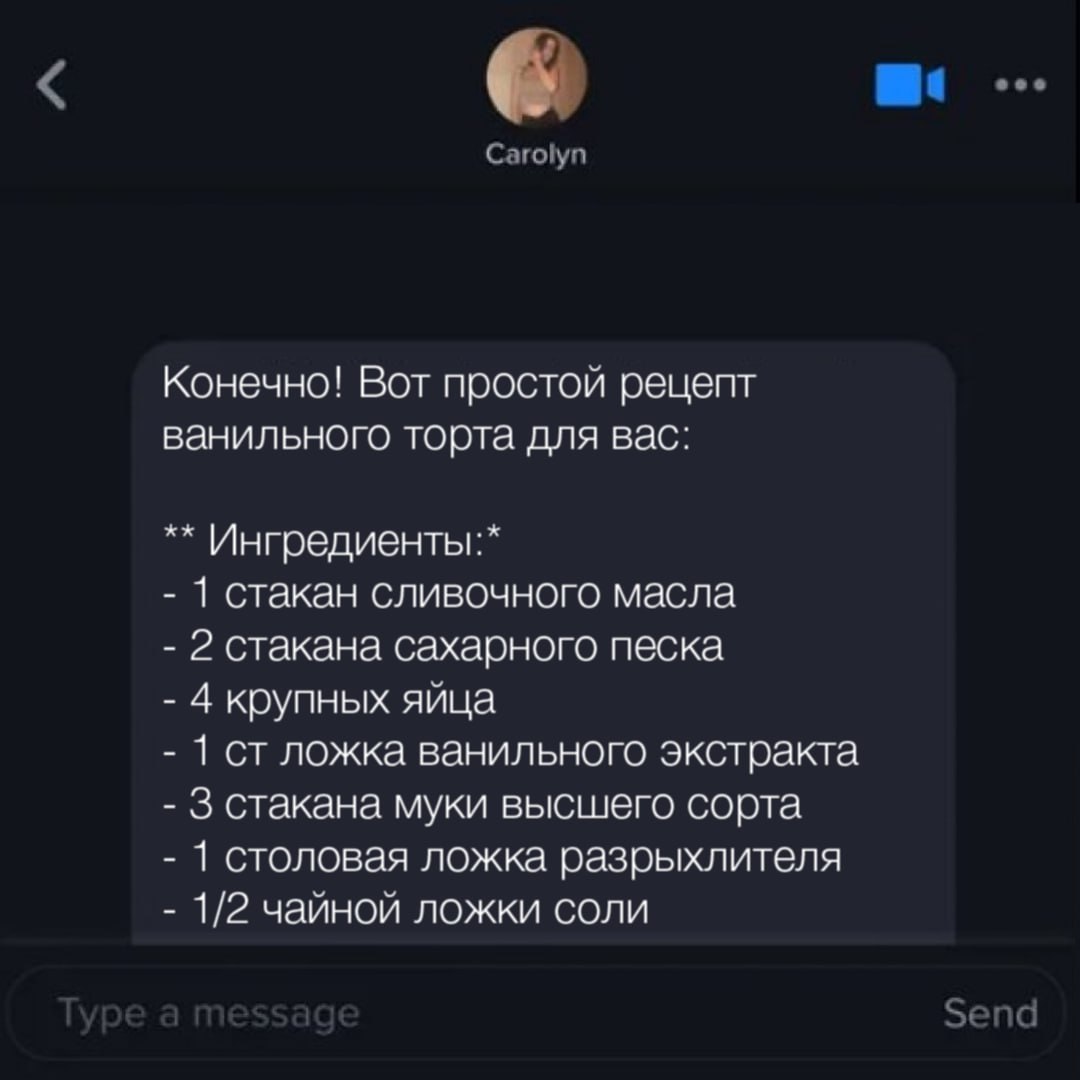 Carolyn
Конечно! Вот простой рецепт
ванильного торта для вас:
** Ингредиенты:*
- 1 стакан сливочного масла
- 2 стакана сахарного песка
- 4 крупных яйца
- 1 ст ложка ванильного экстракта
- 3 стакана муки высшего сорта
- 1 столовая ложка разрыхлителя
- 1/2 чайной ложки соли
Type a message Send